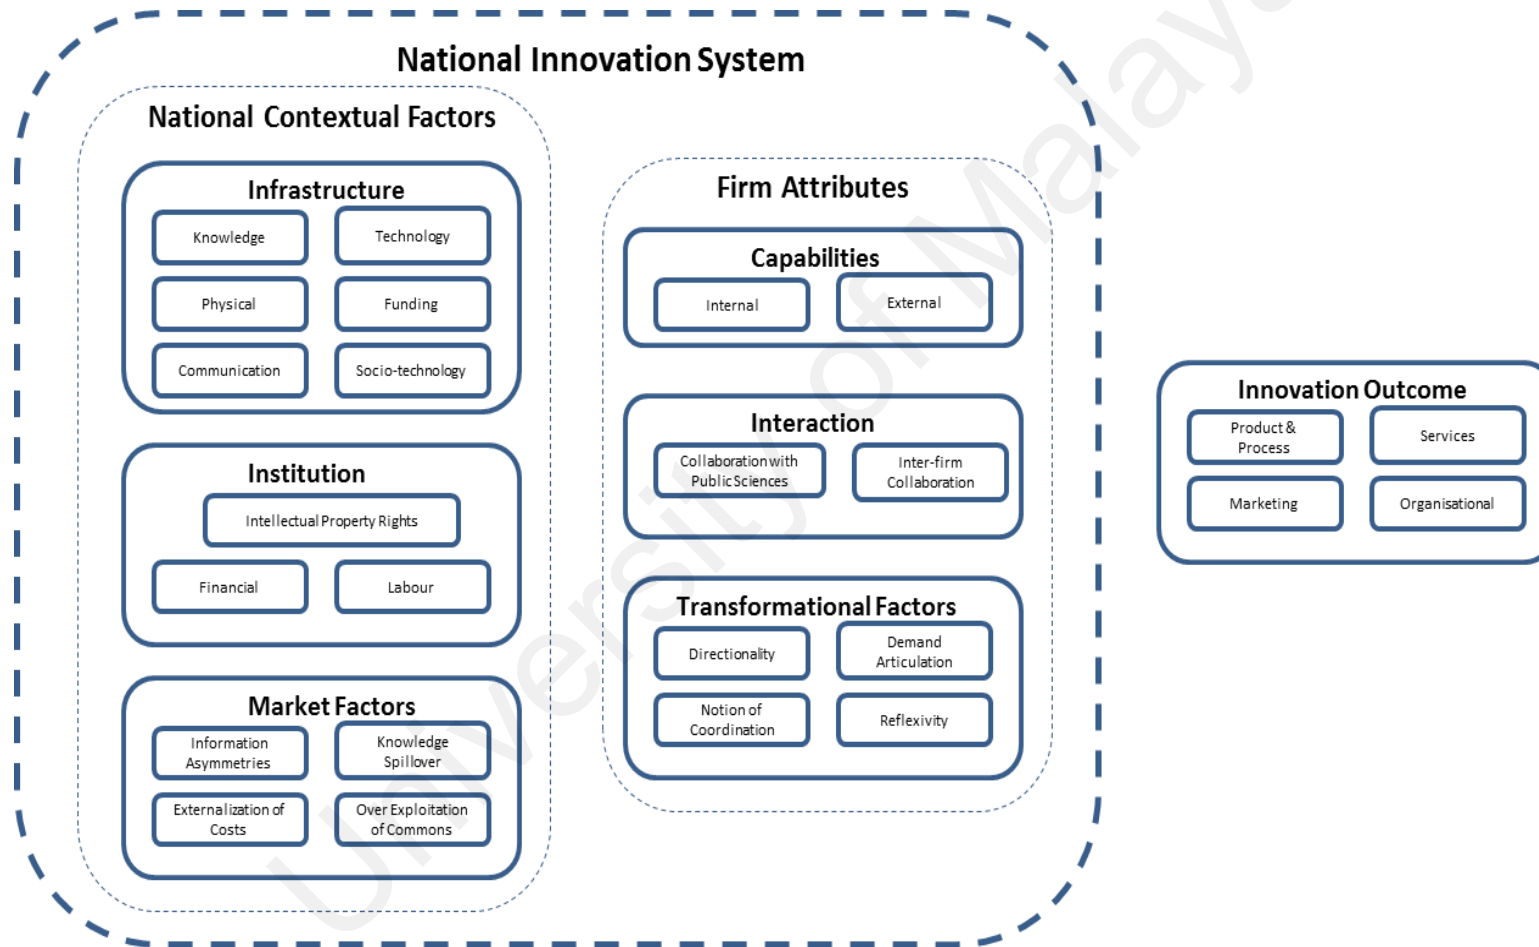 National Innovation System
National Contextual Factors
Infrastructure
Knowledge
Technology
Physical
Funding
Communication
Socio-technology
Institution
Intellectual Property Rights
Financial
Labour
Market Factors
Information
Asymmetries
Knowledge
Spillover
Externalization of
Costs
Over Exploitation
of Commons
Firm Attributes
Capabilities
Internal
External
Interaction
Collaboration with
Public Sciences
Inter-firm
Collaboration
Transformational Factors
Directionality
Demand
Articulation
Notion of
Coordination
Reflexivity
Innovation Outcome
Product &
Process
Services
Marketing
Organisational
University of Malaya